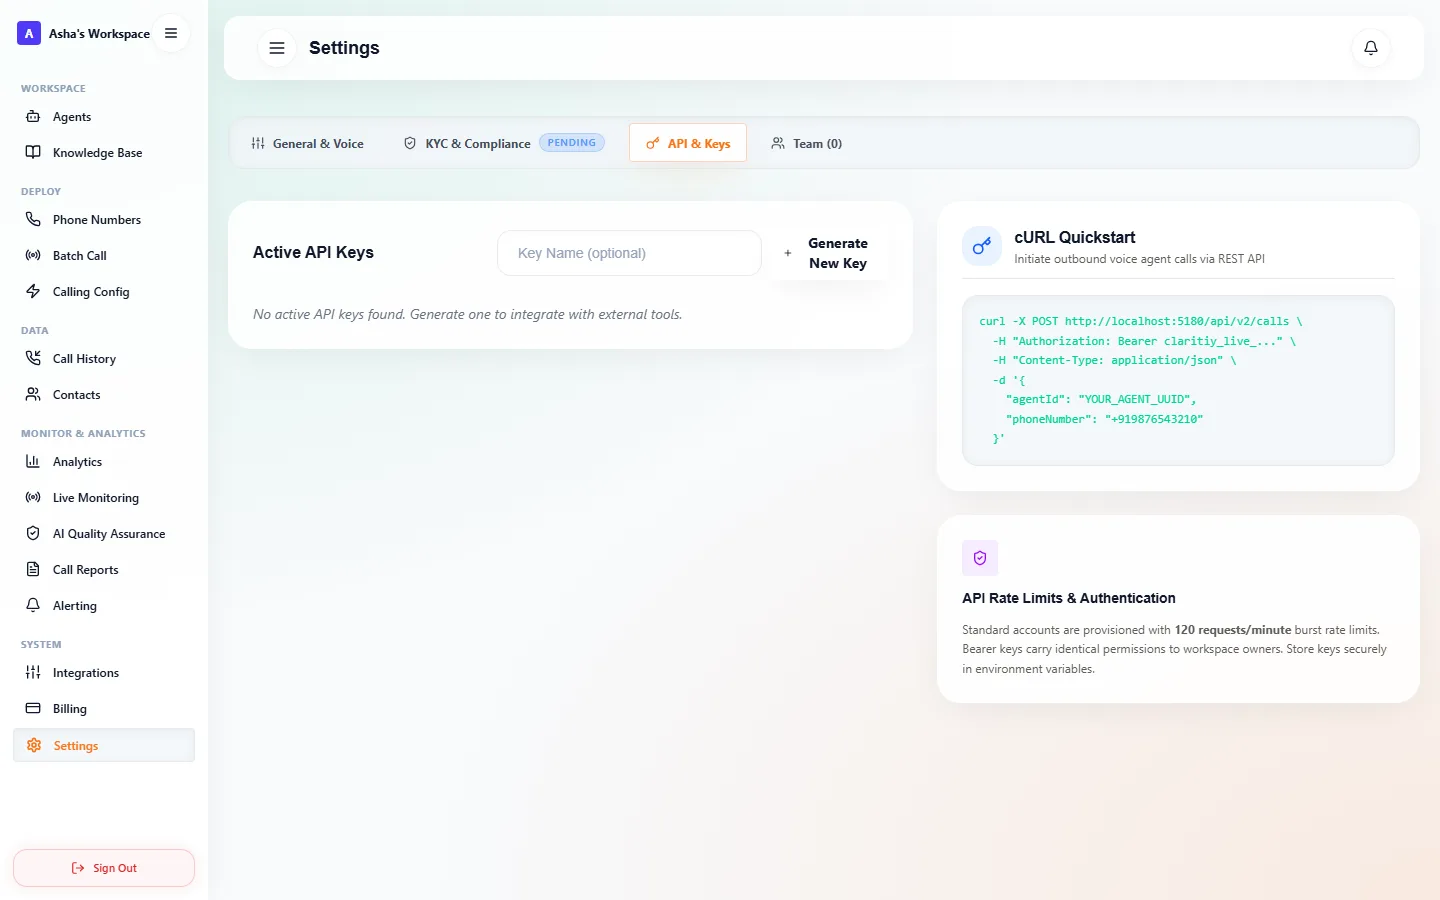 A Asha's Workspace
WORKSPACE
Agents
Knowledge Base
DEPLOY
Phone Numbers
Batch Call
Calling Config
DATA
Call History
Contacts
MONITOR & ANALYTICS
Analytics
Live Monitoring
AI Quality Assurance
Call Reports
Alerting
SYSTEM
Integrations
Billing
Settings
Sign Out
Settings
General & Voice
KYC & Compliance PENDING
API & Keys
Team (0)
Active API Keys
Key Name (optional)
+ Generate
New Key
No active API keys found. Generate one to integrate with external tools.
cURL Quickstart
Initiate outbound voice agent calls via REST API
curl -X POST http://localhost:5180/api/v2/calls \
-H "Authorization: Bearer claritiy_live_..." \
-H "Content-Type: application/json" \
-d '{
"agentId": "YOUR_AGENT_UUID",
"phoneNumber": "+919876543210"
}'
API Rate Limits & Authentication
Standard accounts are provisioned with 120 requests/minute burst rate limits.
Bearer keys carry identical permissions to workspace owners. Store keys securely
in environment variables.